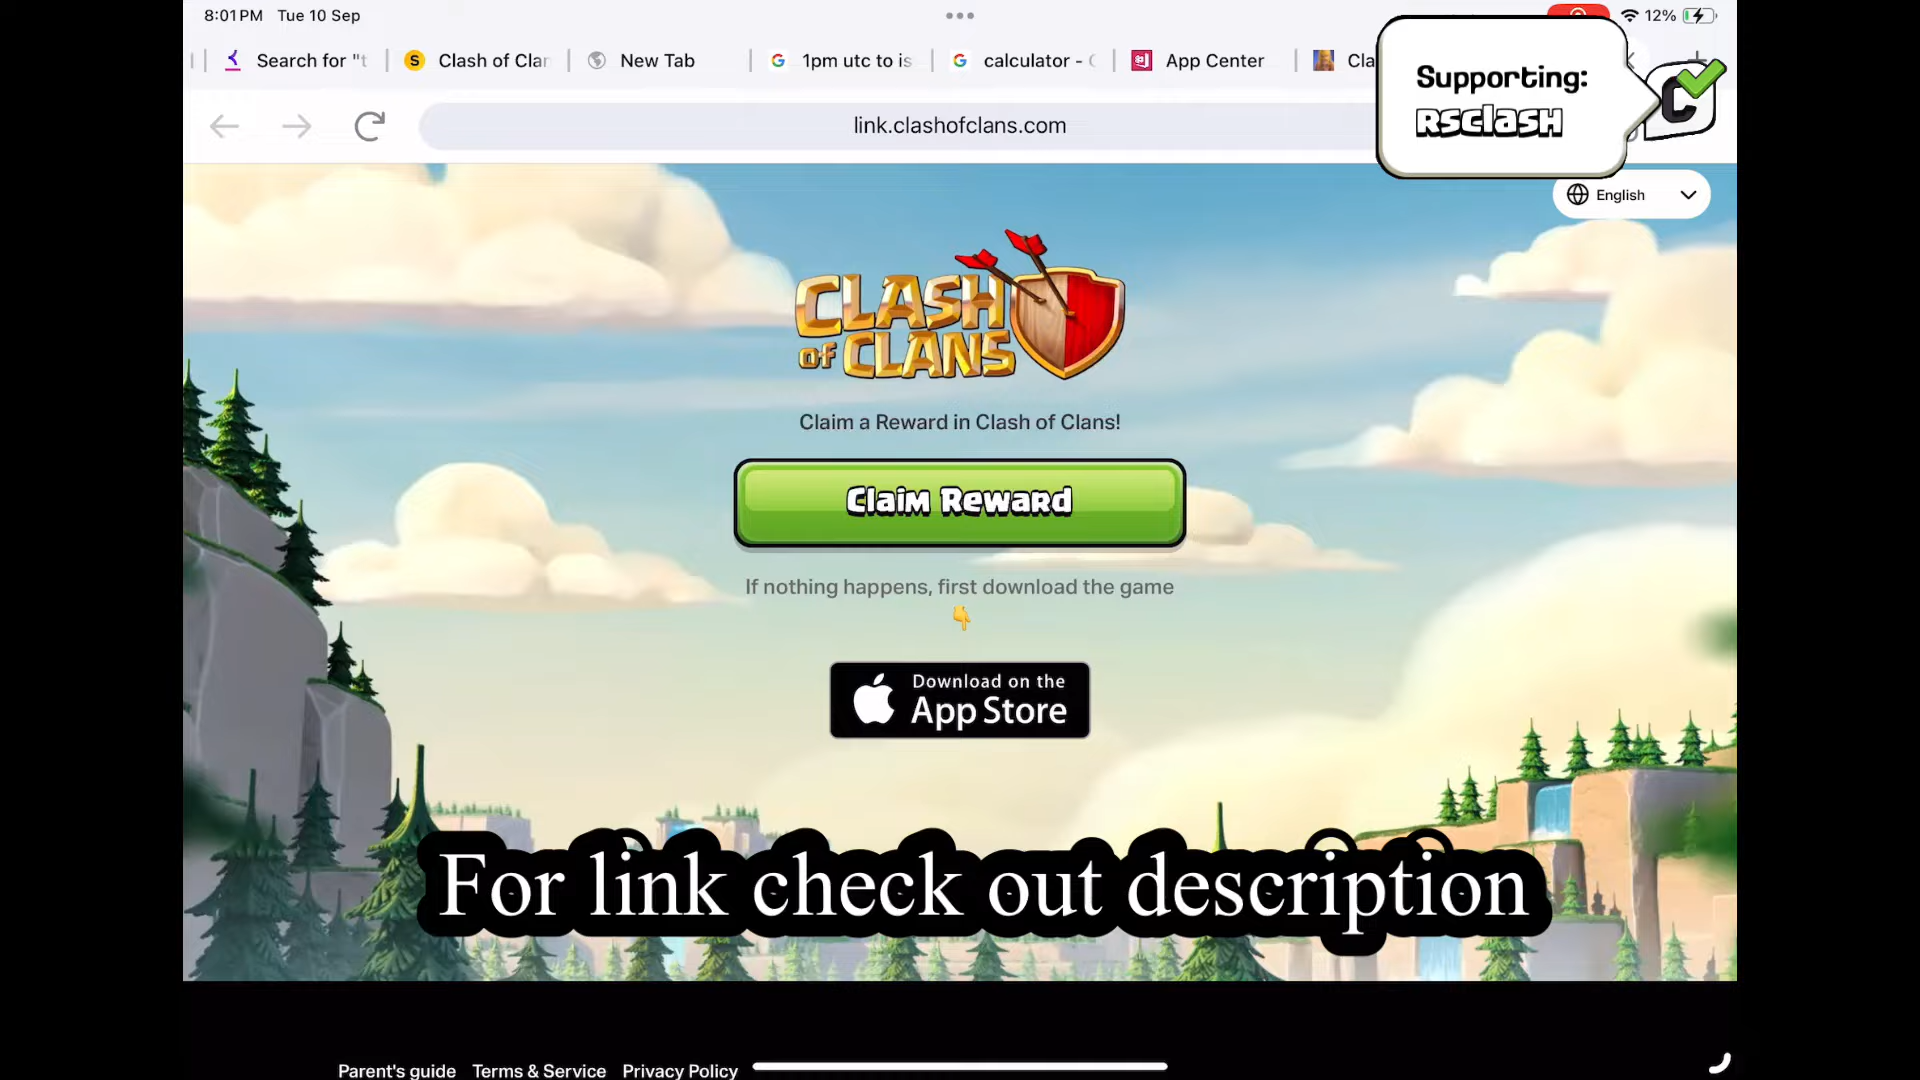 8:01 PM Tue 10 Sep
12%
Search for "t
Clash of Clar
New Tab
1pm utc to is
calculator - (
App Center
Cla
link.clashofclans.com
Supporting:
RSCLASH
C
English
CLASH
OF CLANS
Claim a Reward in Clash of Clans!
Claim Reward
If nothing happens, first download the game
Download on the
App Store
For link check out description
Parent's guide Terms & Service Privacy Policy